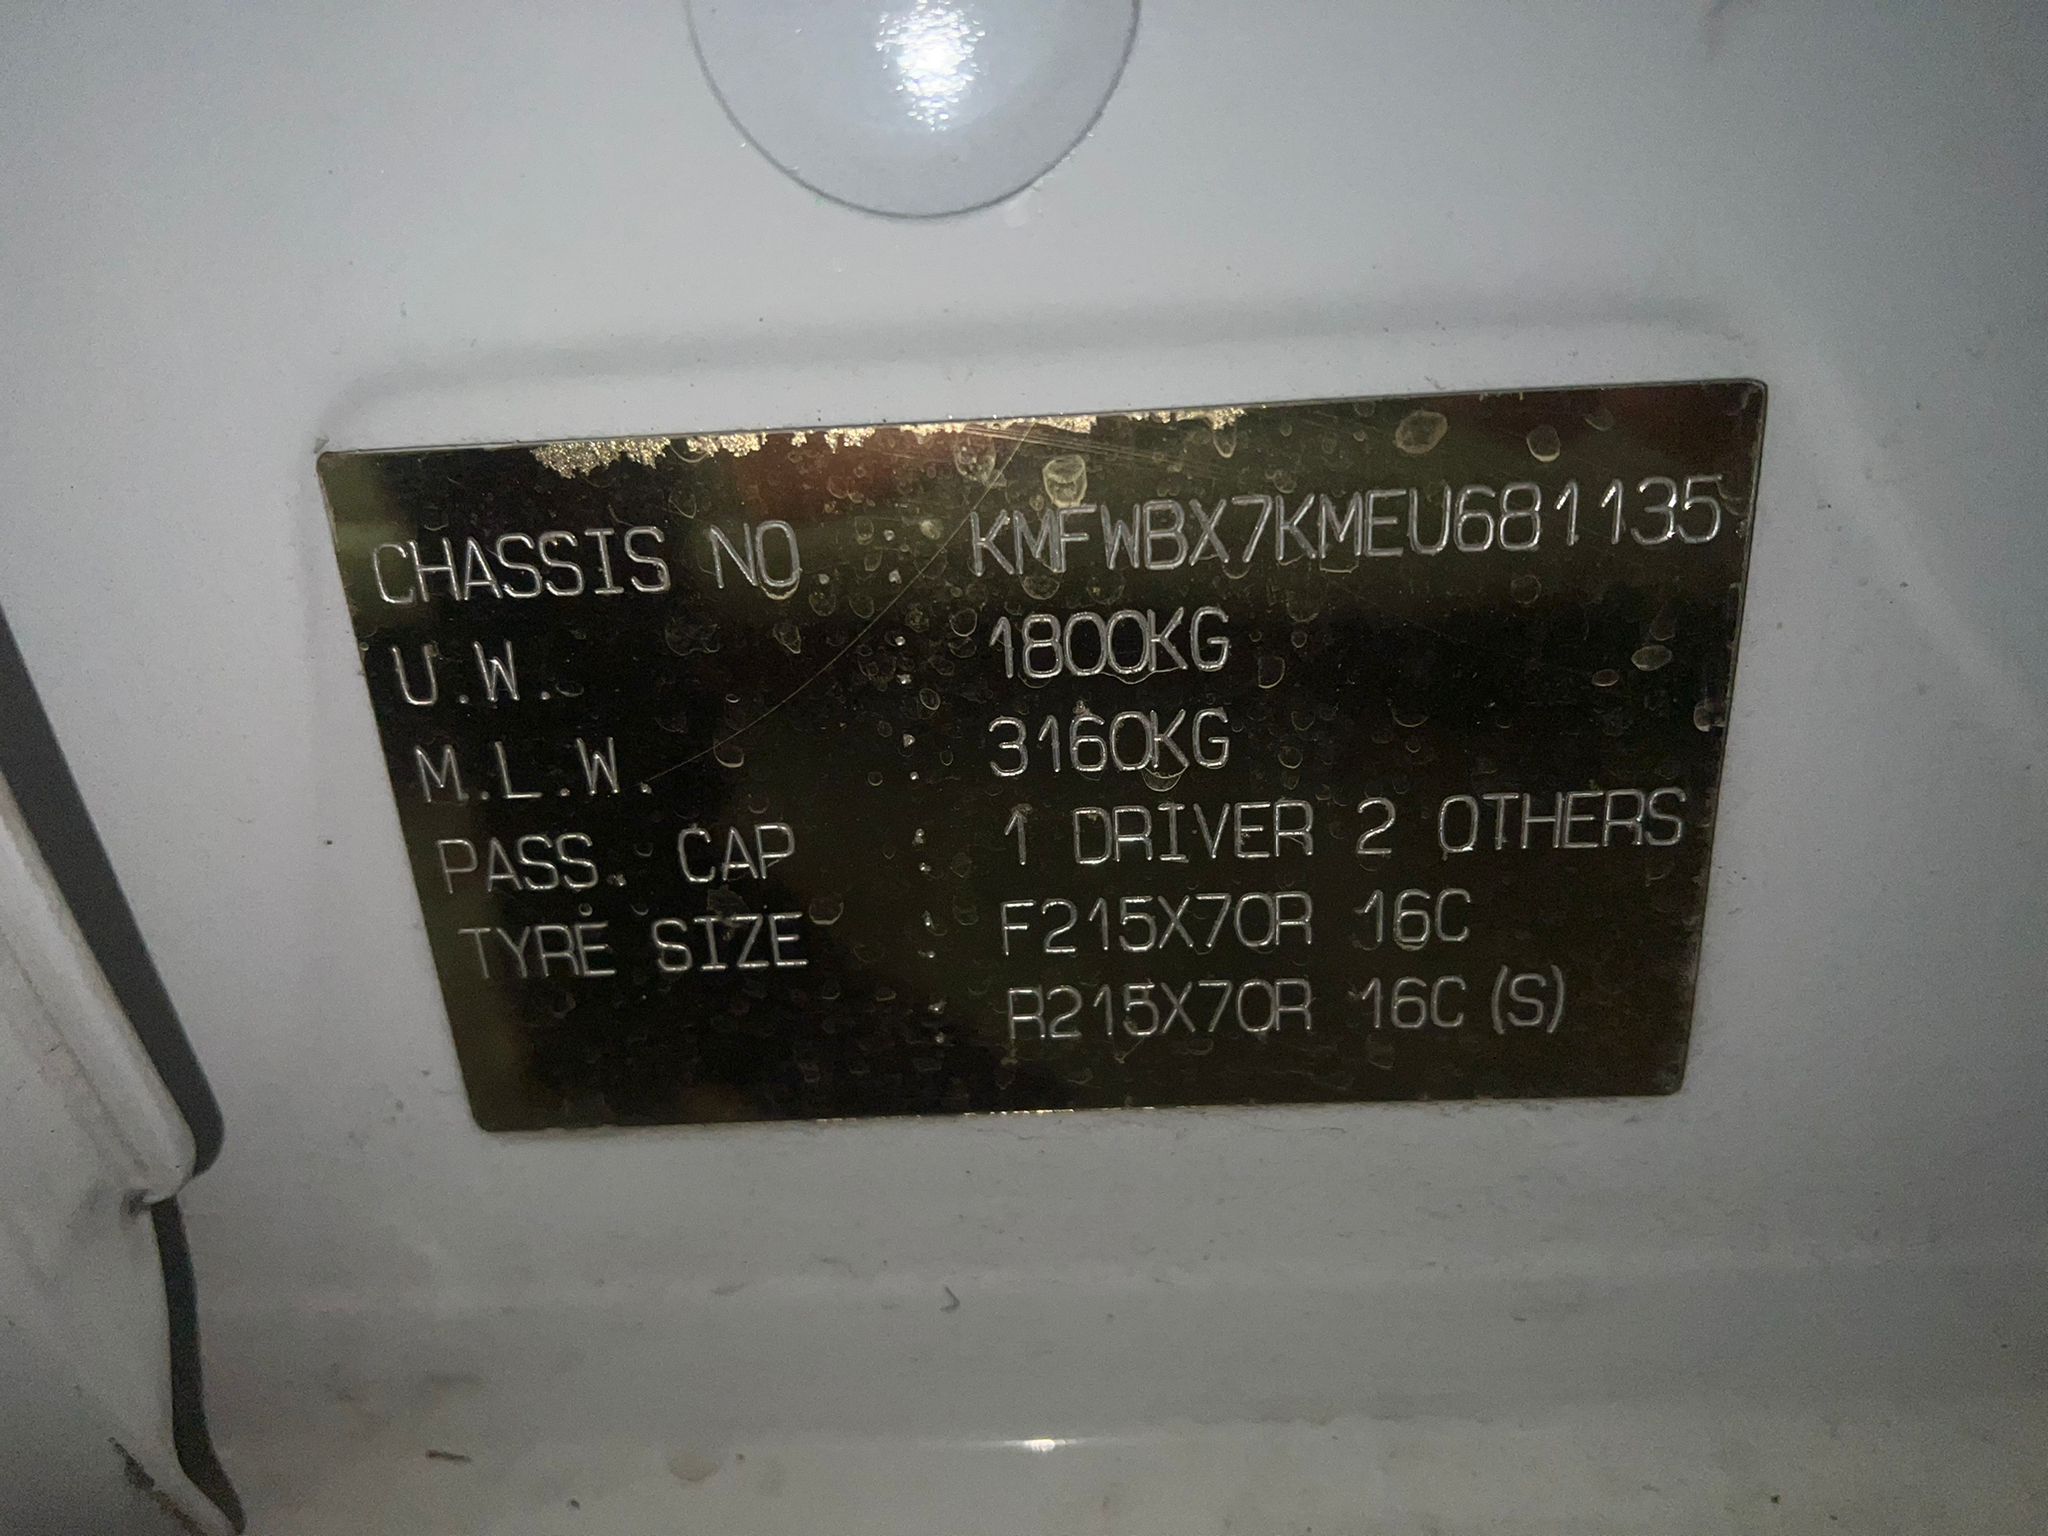 CHASSIS NO. : KMFWBX7KMEU681135
U.W. : 1800KG
M.L.W. : 3160KG
PASS. CAP : 1 DRIVER 2 OTHERS
TYRE SIZE : F215X70R 16C
: R215X70R 16C (S)